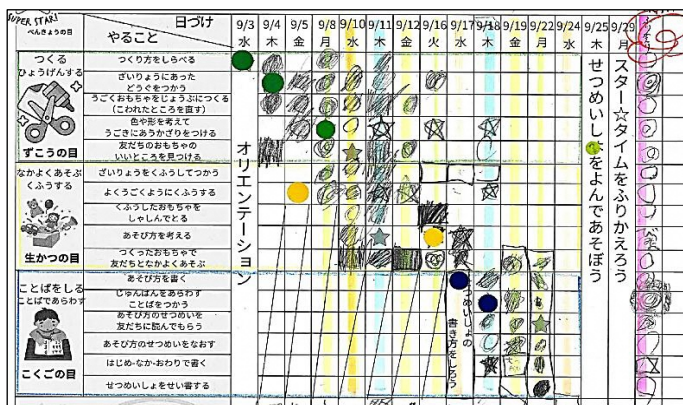 SUPER STAR!
べんきょうの目
日づけ
やること
9/3 9/4 9/5 9/8 9/10 9/11 9/12 9/16 9/17 9/18 9/19 9/22 9/24 9/25 9/29
水 木 金 月 水 木 金 火 水 木 金 月 水 木 月
つくる
ひょうげんする
ずこうの目
つくり方をしらべる
ざいりょうにあった
どうぐをつかう
うごくおもちゃをじょうぶにつくる
(こわれたところを直す)
色や形を考えて
うごきにあうかざりをつける
友だちのおもちゃの
いいところを見つける
なかよくあそぶ
くふうする
生かつの目
ざいりょうをくふうしてつかう
よくうごくようにくふうする
くふうしたおもちゃを
しゃしんでとる
あそび方を考える
つくったおもちゃで
友だちとなかよくあそぶ
ことばをしる
ことばであらわす
こくごの目
あそび方を書く
じゅんばんをあらわす
ことばをつかう
あそび方のせつめいを
友だちに読んでもらう
あそび方のせつめいをなおす
はじめ-なか-おわりで書く
せつめいしょをせい書する
オリエンテーション
せつめいしょの
書き方をしろう
せつめいしょをよんであそぼう
スター☆タイムをふりかえろう